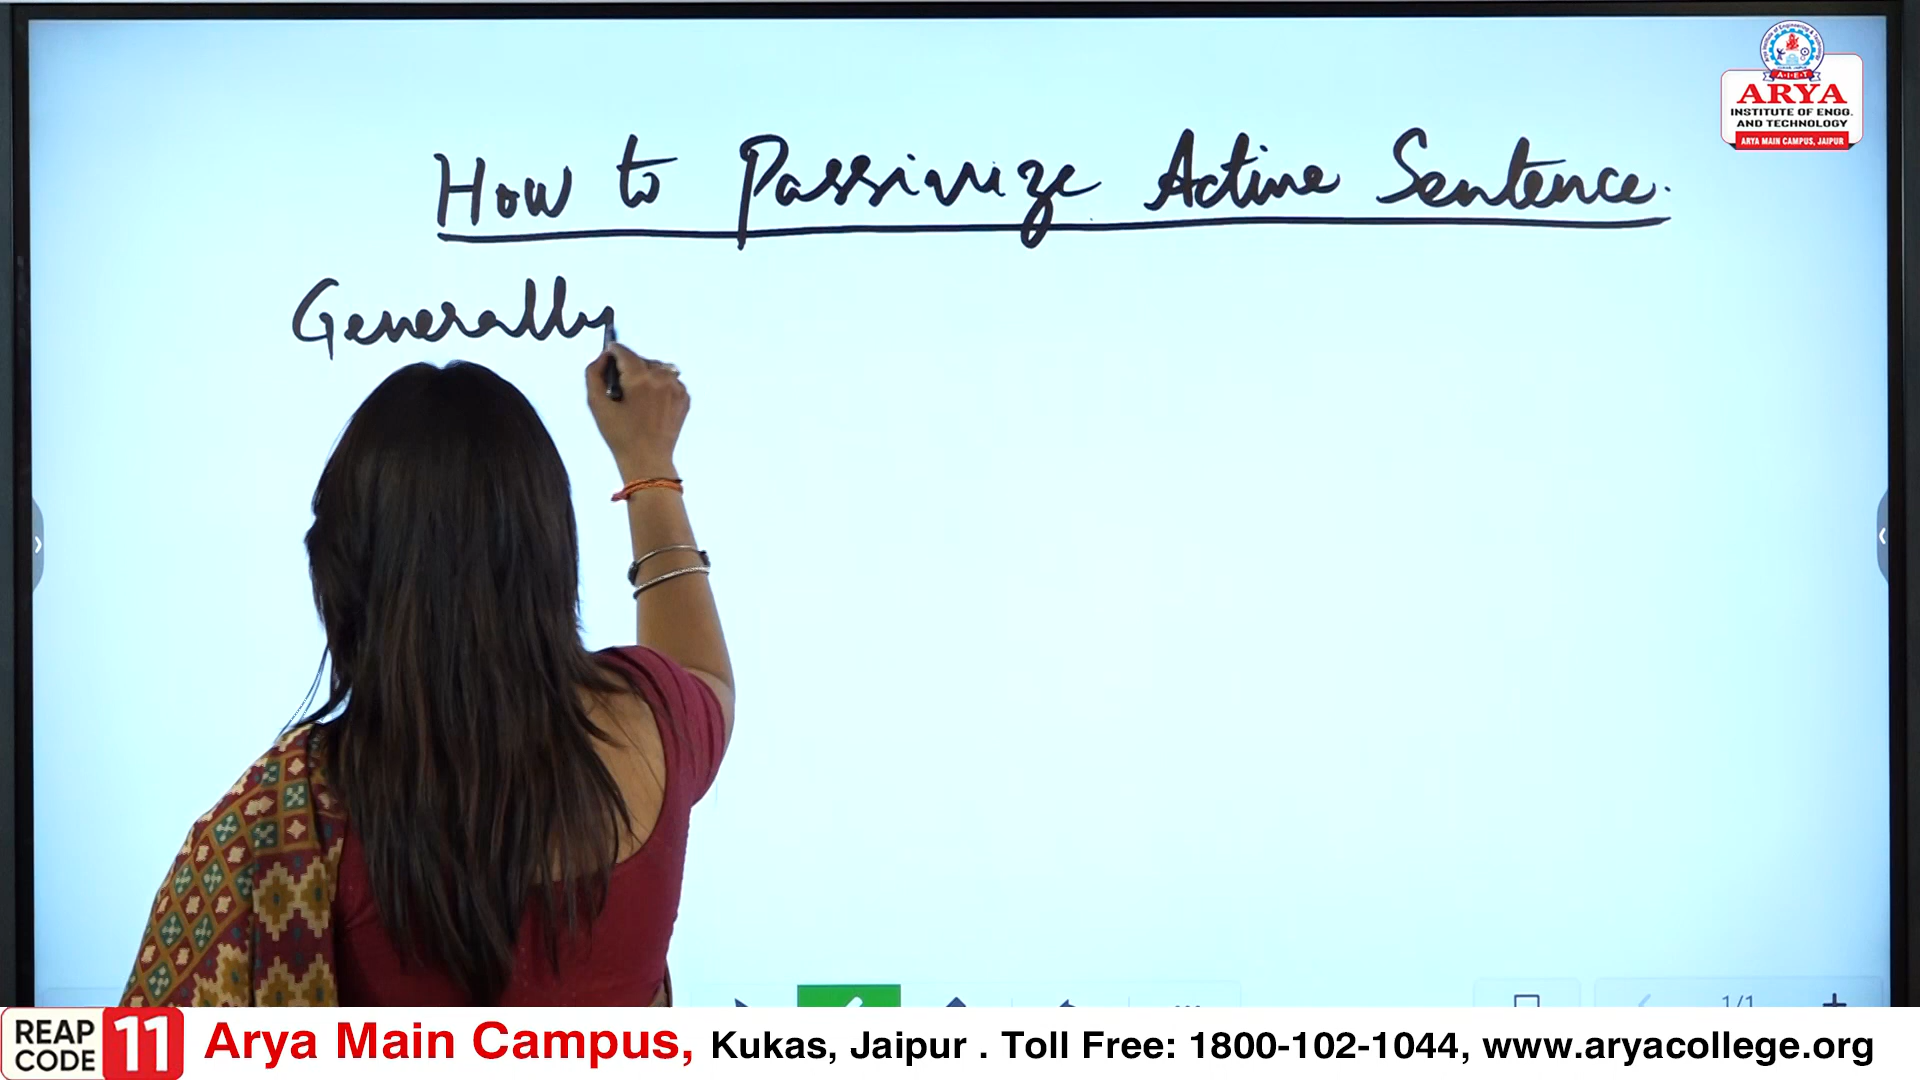 ARYA
INSTITUTE OF ENGG.
AND TECHNOLOGY
ARYA MAIN CAMPUS, JAIPUR
A·I·E·T
How to Passivize Active Sentence.
Generally
1/1
REAP CODE 11
Arya Main Campus, Kukas, Jaipur . Toll Free: 1800-102-1044, www.aryacollege.org